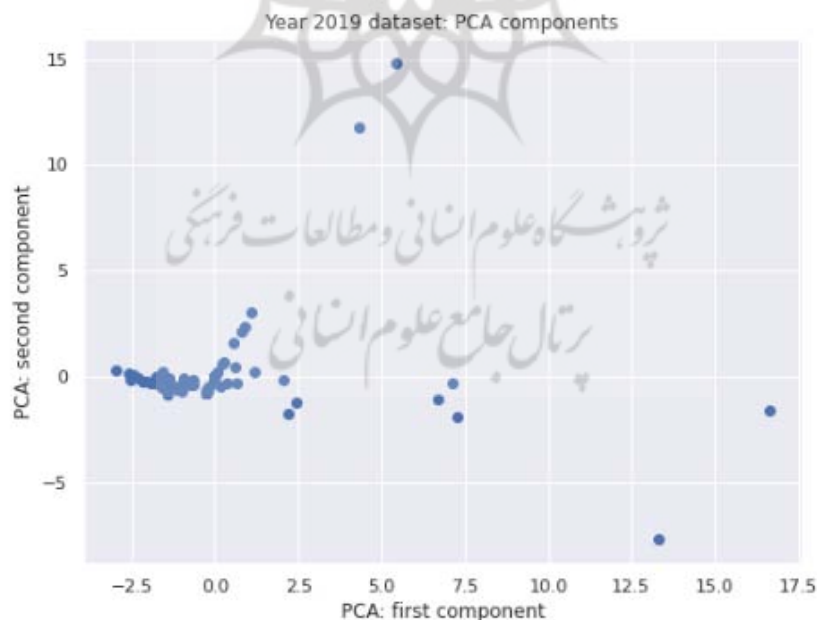 Year 2019 dataset: PCA components
15
10
5
0
−5
PCA: second component
پژوهشگاه علوم انسانی و مطالعات فرهنگی
پرتال جامع علوم انسانی
−2.5 0.0 2.5 5.0 7.5 10.0 12.5 15.0 17.5
PCA: first component